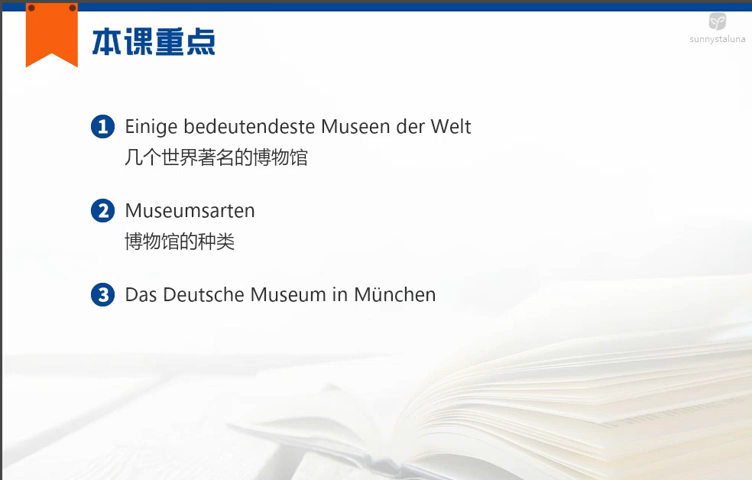 本课重点
sunnystaluna
1 Einige bedeutendeste Museen der Welt
几个世界著名的博物馆
2 Museumsarten
博物馆的种类
3 Das Deutsche Museum in München